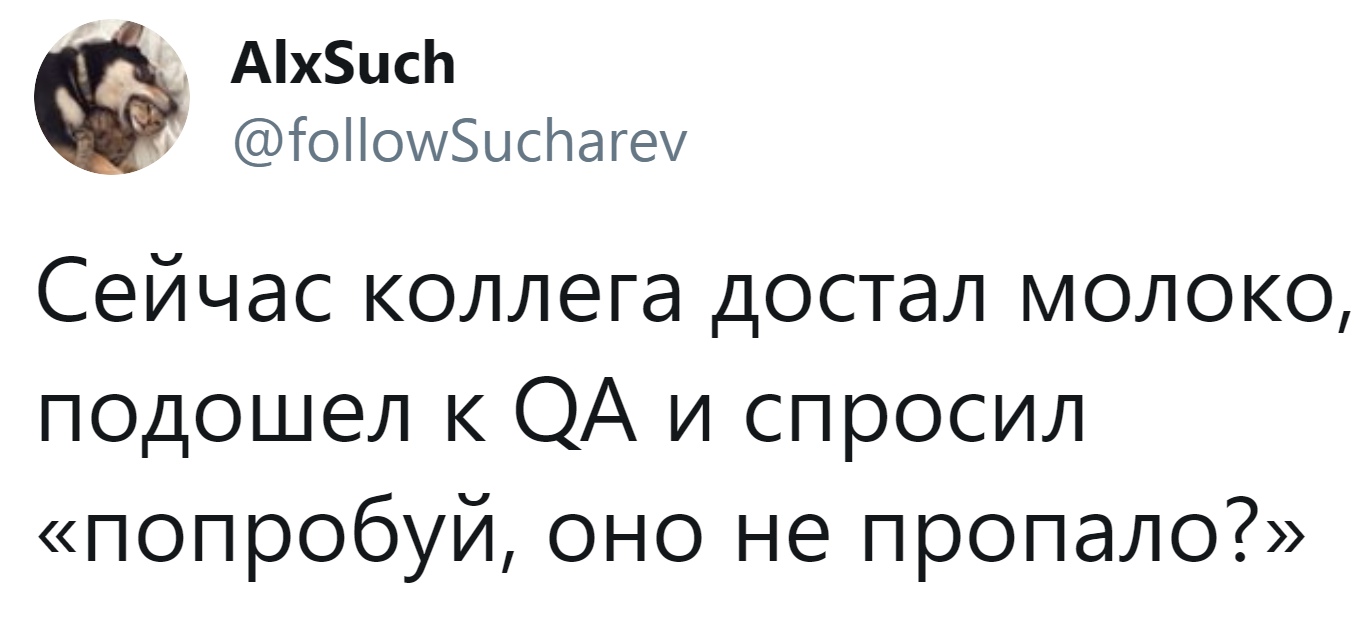 AlxSuch
@followSucharev
Сейчас коллега достал молоко,
подошел к QA и спросил
«попробуй, оно не пропало?»